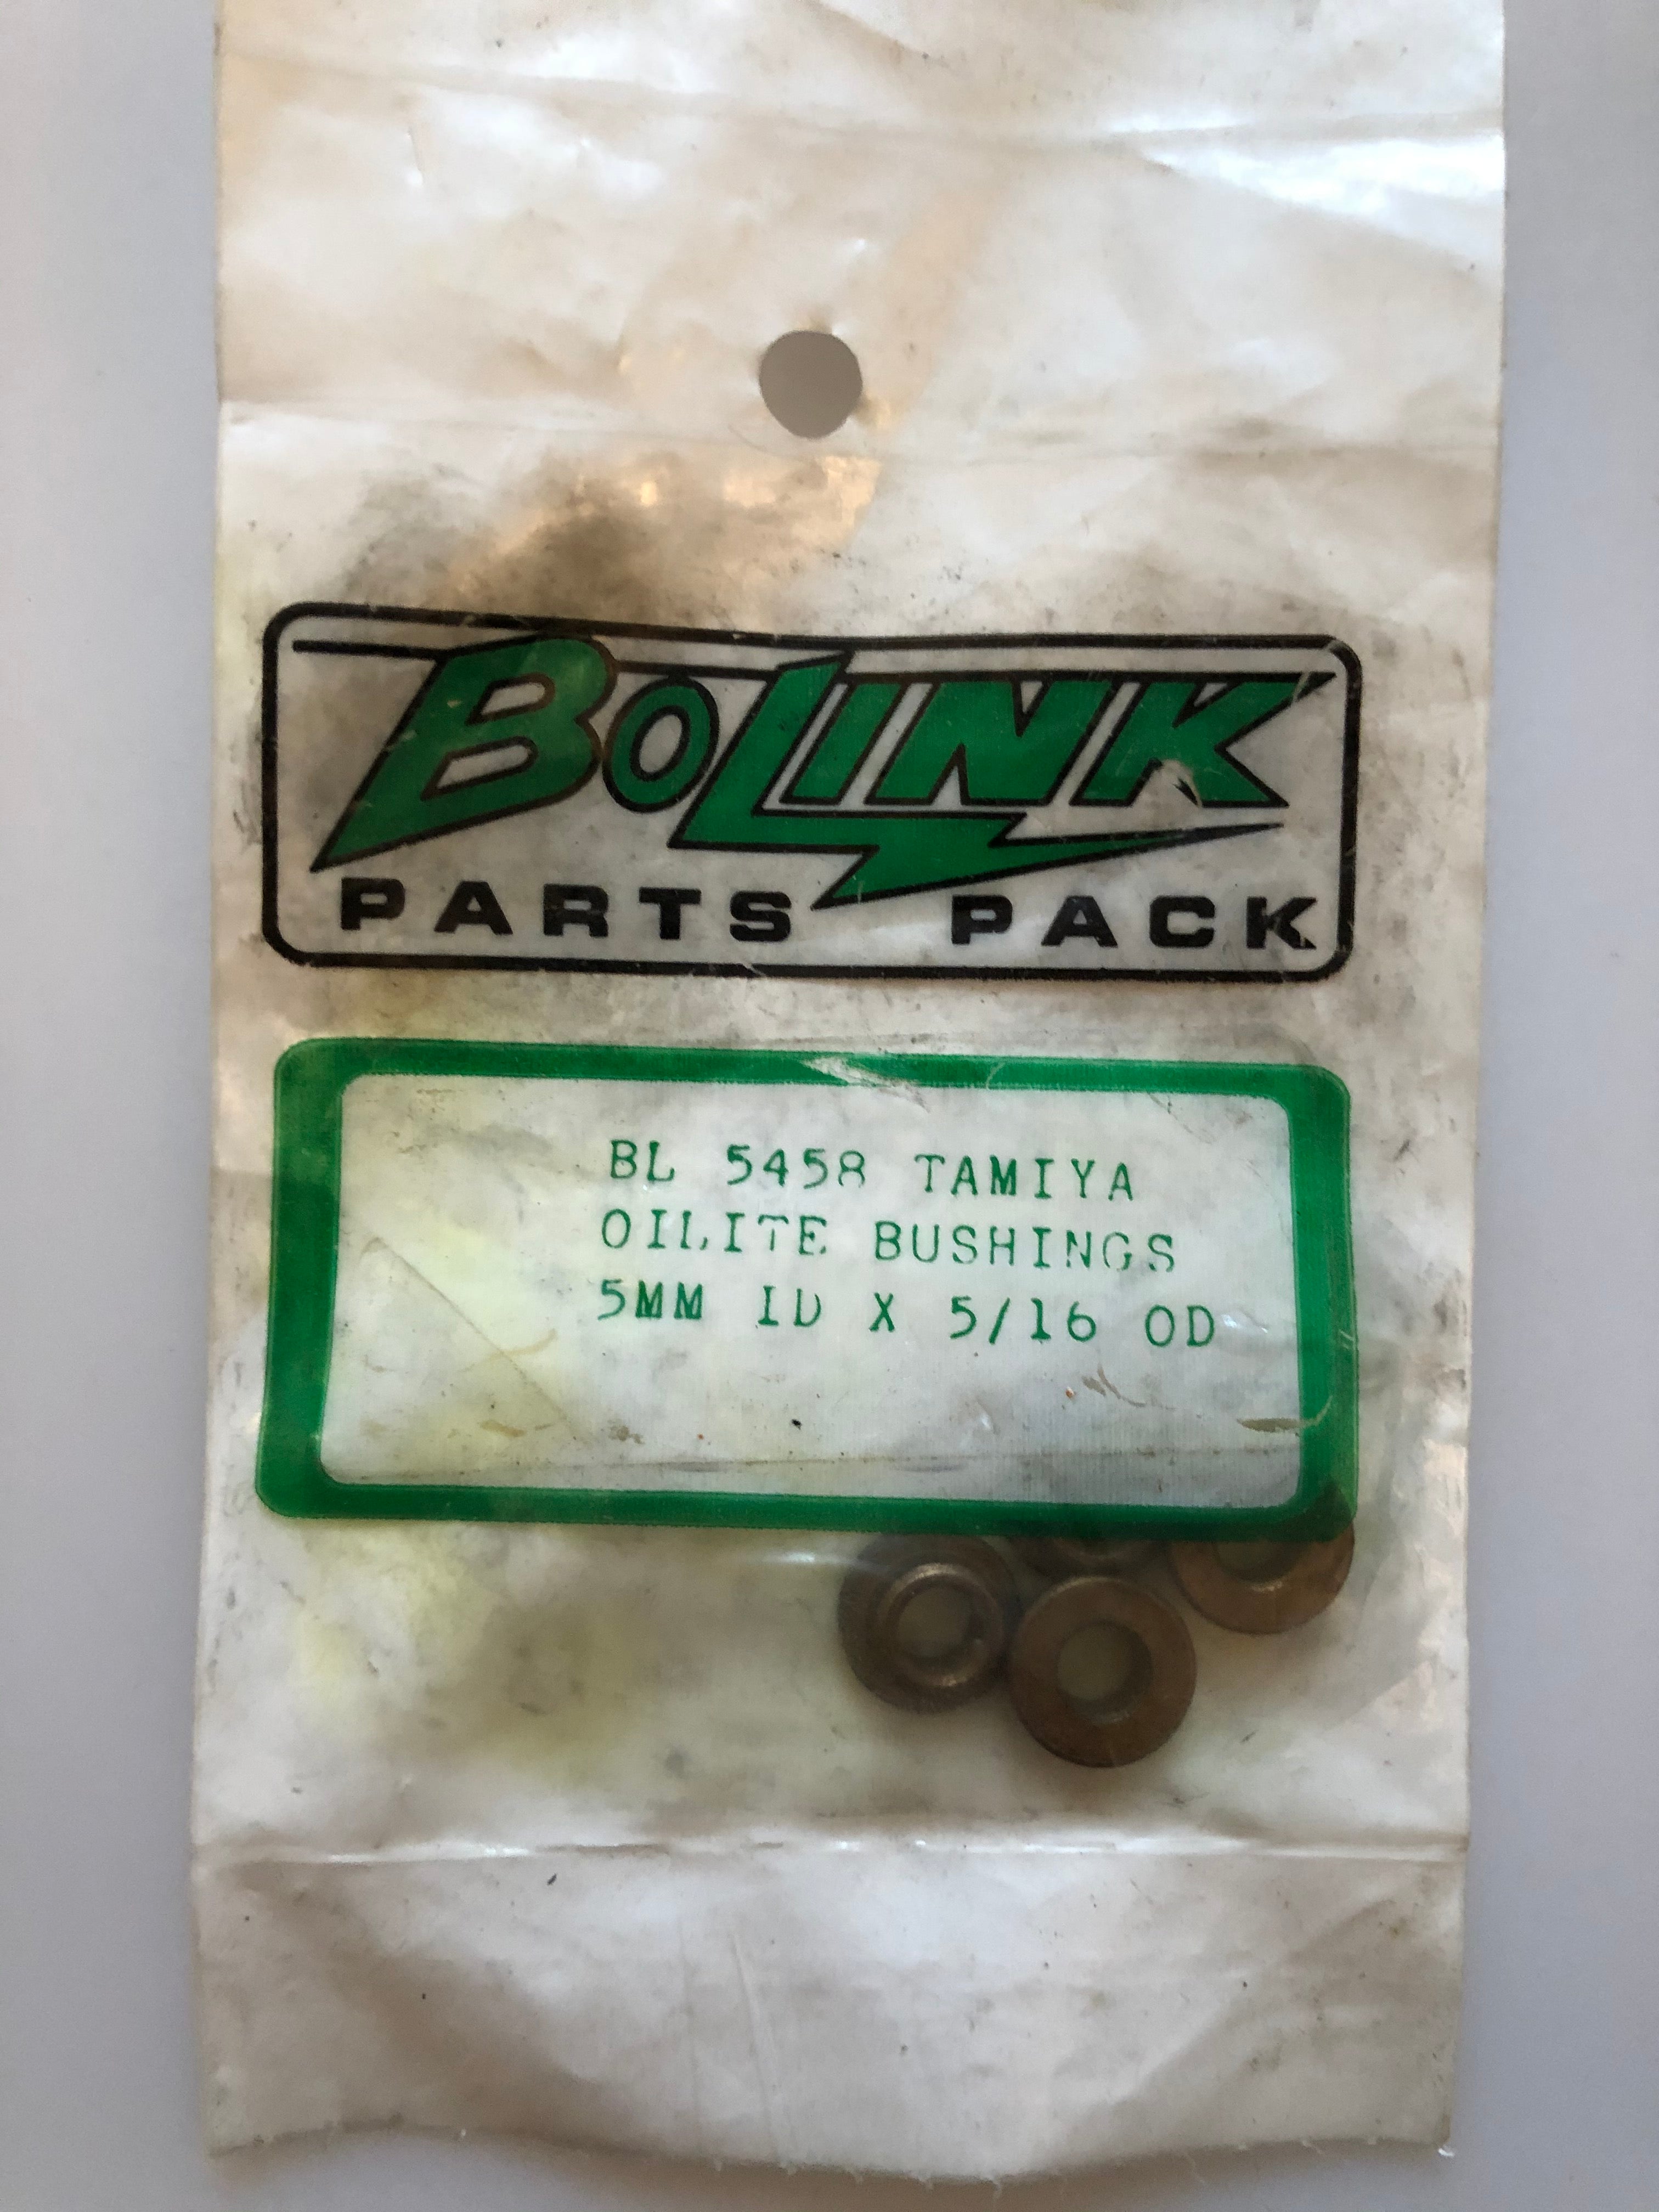 BOLINK
PARTS PACK
BL 5458 TAMIYA
OILITE BUSHINGS
5MM ID X 5/16 OD